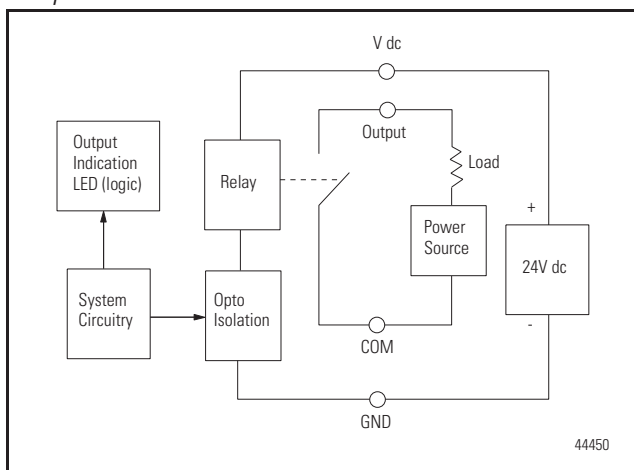 V dc
Output
Output
Indication
LED (logic)
Load
Relay
+
Power
Source
24V dc
System
Circuitry
Opto
Isolation
-
COM
GND
44450